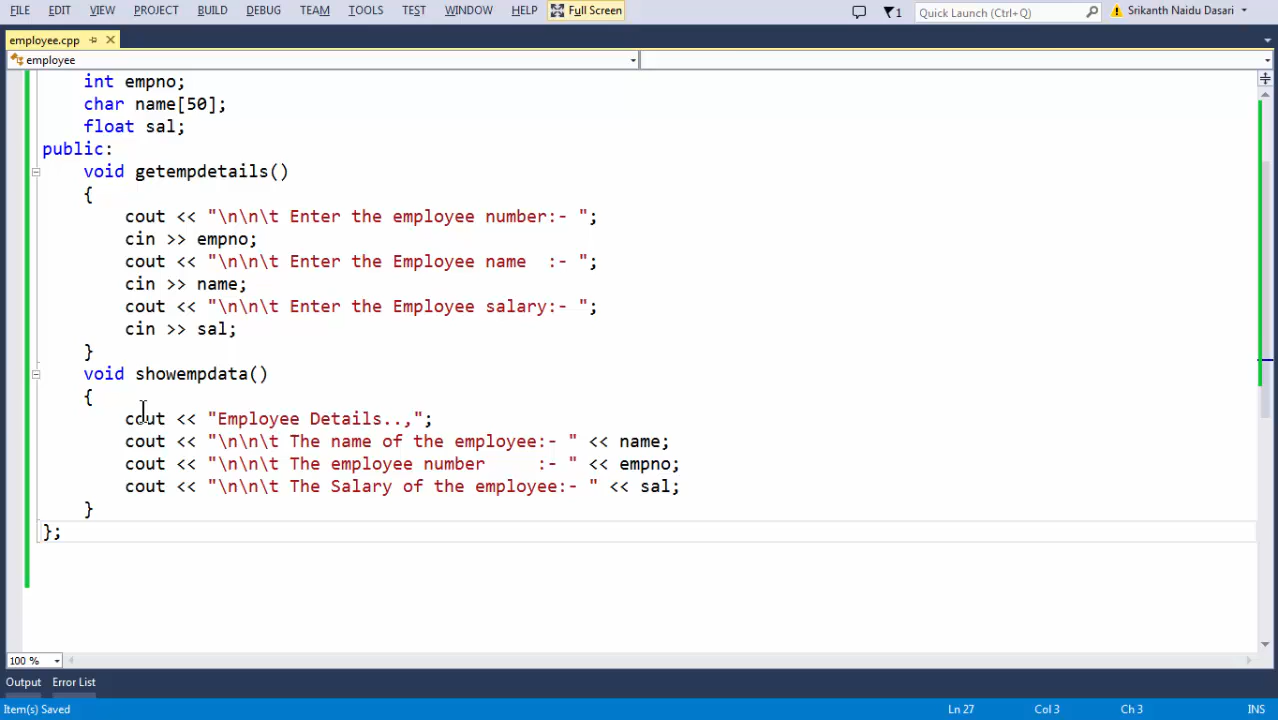 FILE EDIT VIEW PROJECT BUILD DEBUG TEAM TOOLS TEST WINDOW HELP Full Screen 1 Quick Launch (Ctrl+Q) Srikanth Naidu Dasari
employee.cpp
employee
int empno;
char name[50];
float sal;
public:
void getempdetails()
{
cout << "\n\n\t Enter the employee number:- ";
cin >> empno;
cout << "\n\n\t Enter the Employee name  :- ";
cin >> name;
cout << "\n\n\t Enter the Employee salary:- ";
cin >> sal;
}
void showempdata()
{
cout << "Employee Details..,";
cout << "\n\n\t The name of the employee:- " << name;
cout << "\n\n\t The employee number     :- " << empno;
cout << "\n\n\t The Salary of the employee:- " << sal;
}
};
100 %
Output Error List
Item(s) Saved Ln 27 Col 3 Ch 3 INS